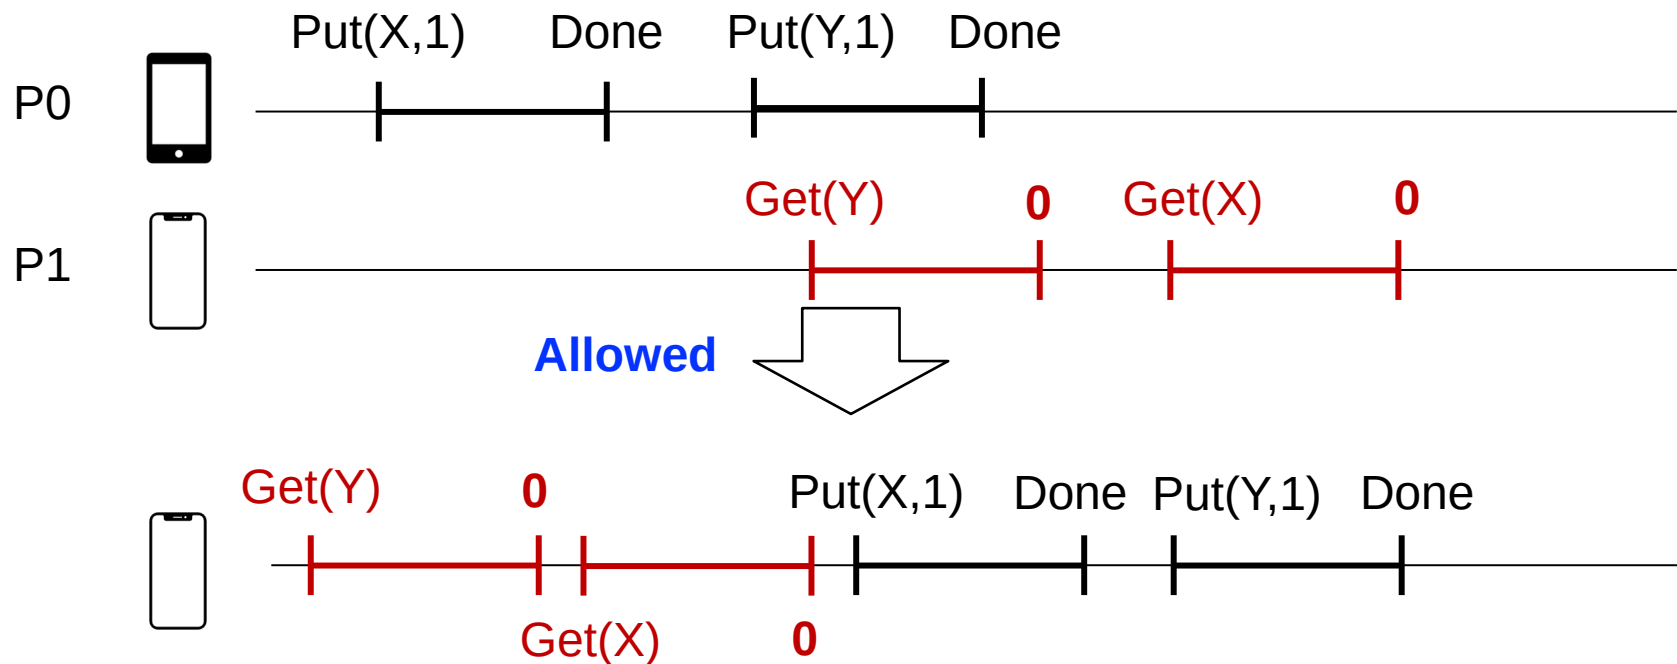 Put(X,1) Done Put(Y,1) Done
P0
Get(Y) 0 Get(X) 0
P1
Allowed
Get(Y) 0 Put(X,1) Done Put(Y,1) Done
Get(X) 0